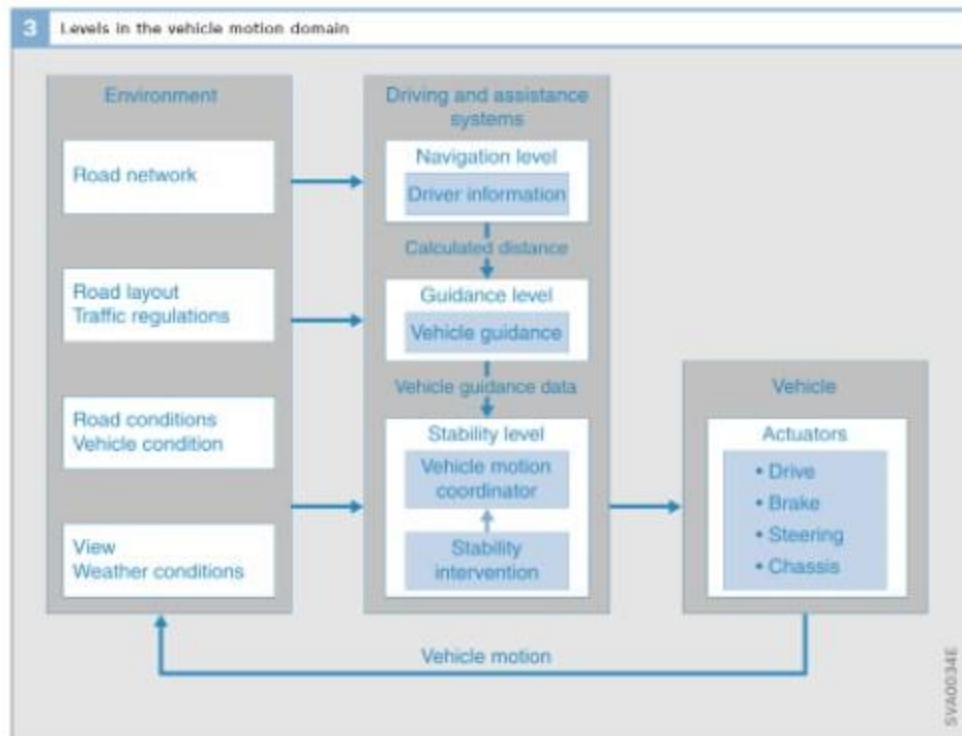 3
Levels in the vehicle motion domain
Environment
Road network
Road layout
Traffic regulations
Road conditions
Vehicle condition
View
Weather conditions
Driving and assistance
systems
Navigation level
Driver information
Calculated distance
Guidance level
Vehicle guidance
Vehicle guidance data
Stability level
Vehicle motion
coordinator
Stability
intervention
Vehicle
Actuators
• Drive
• Brake
• Steering
• Chassis
Vehicle motion
SVA0034E